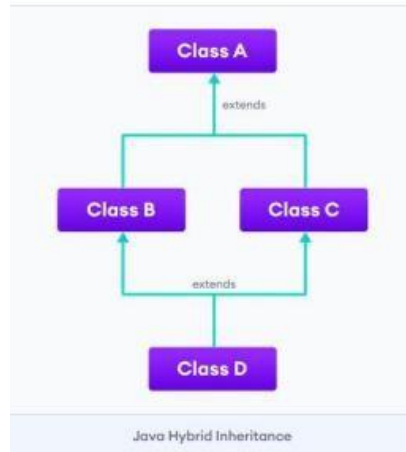 Class A
extends
Class B
Class C
extends
Class D
Java Hybrid Inheritance